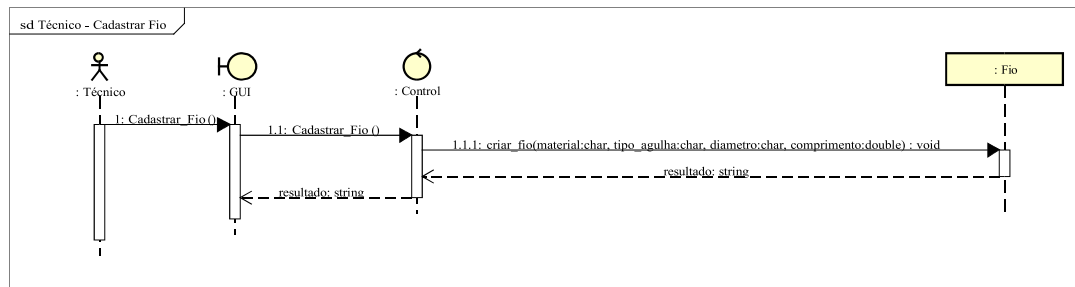 sd Técnico - Cadastrar Fio
: Técnico
: GUI
: Control
: Fio
1: Cadastrar_Fio ()
1.1: Cadastrar_Fio ()
1.1.1: criar_fio(material:char, tipo_agulha:char, diametro:char, comprimento:double) : void
resultado: string
resultado: string